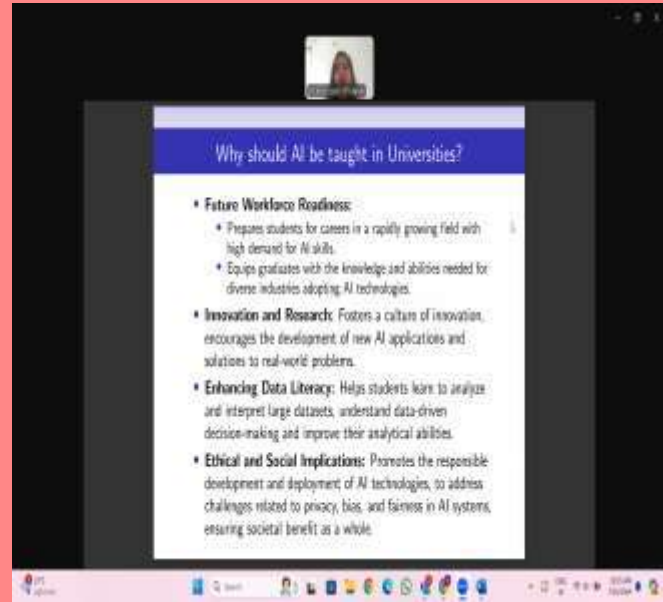 Why should AI be taught in Universities?
Future Workforce Readiness:
Prepares students for careers in a rapidly growing field with
high demand for AI skills.
Equips graduates with the knowledge and abilities needed for
diverse industries adopting AI technologies.
Innovation and Research: Fosters a culture of innovation,
encourages the development of new AI applications and
solutions to real-world problems.
Enhancing Data Literacy: Helps students learn to analyze
and interpret large datasets, understand data-driven
decision-making and improve their analytical abilities.
Ethical and Social Implications: Promotes the responsible
development and deployment of AI technologies, to address
challenges related to privacy, bias, and fairness in AI systems,
ensuring societal benefit as a whole.
Search